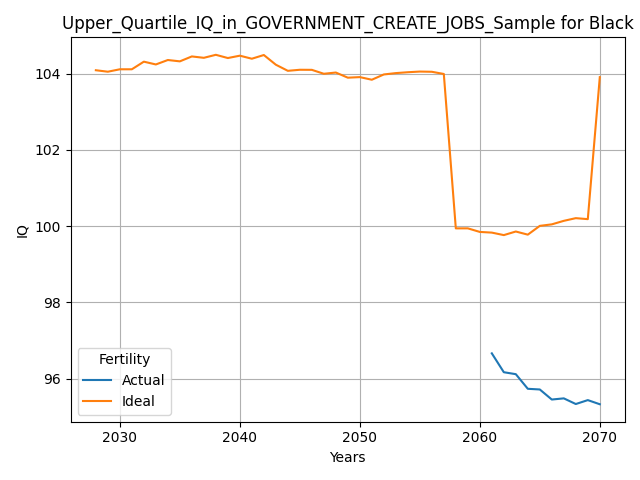 Upper_Quartile_IQ_in_GOVERNMENT_CREATE_JOBS_Sample for Black
104
102
100
98
96
IQ
Fertility
Actual
Ideal
2030 2040 2050 2060 2070
Years